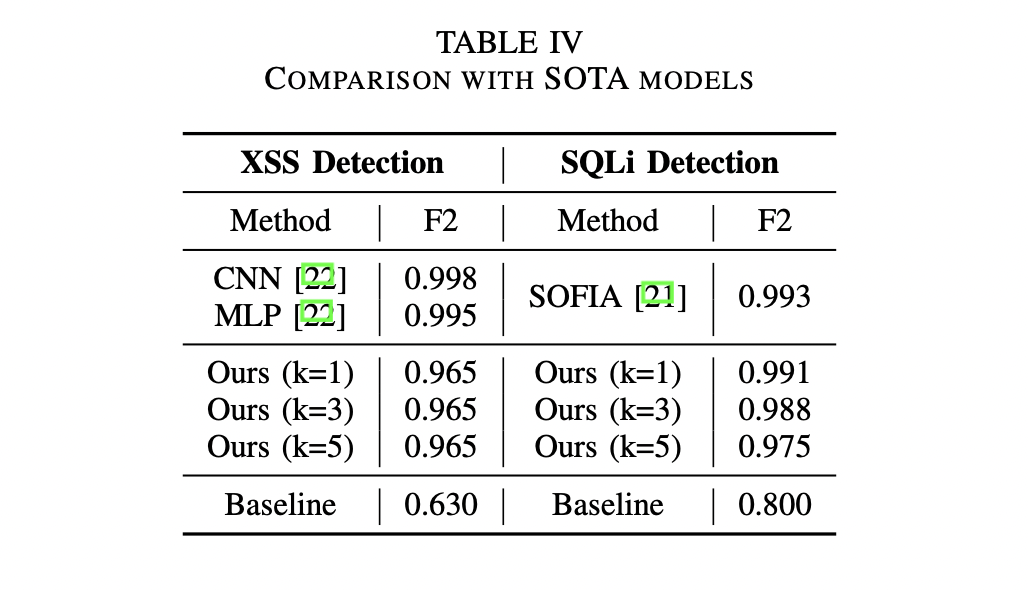 TABLE IV
COMPARISON WITH SOTA MODELS
XSS Detection | SQLi Detection
Method | F2 | Method | F2
CNN [22] | 0.998 | SOFIA [21] | 0.993
MLP [22] | 0.995
Ours (k=1) | 0.965 | Ours (k=1) | 0.991
Ours (k=3) | 0.965 | Ours (k=3) | 0.988
Ours (k=5) | 0.965 | Ours (k=5) | 0.975
Baseline | 0.630 | Baseline | 0.800